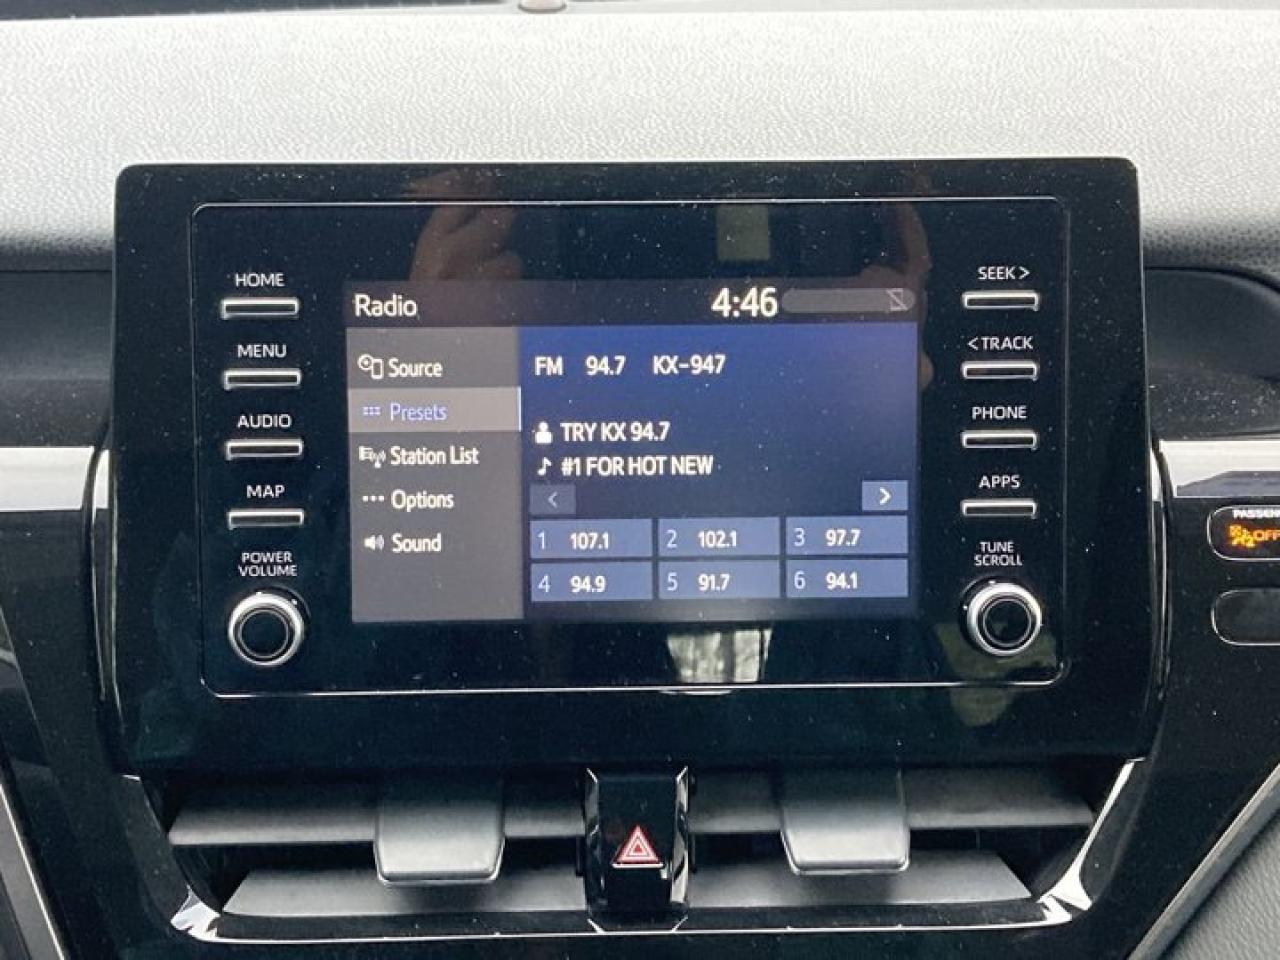 HOME
MENU
AUDIO
MAP
POWER
VOLUME
Radio
4:46
Source
Presets
Station List
Options
Sound
FM 94.7 KX-947
TRY KX 94.7
#1 FOR HOT NEW
<
>
1 107.1
2 102.1
3 97.7
4 94.9
5 91.7
6 94.1
SEEK >
< TRACK
PHONE
APPS
TUNE
SCROLL
OFF